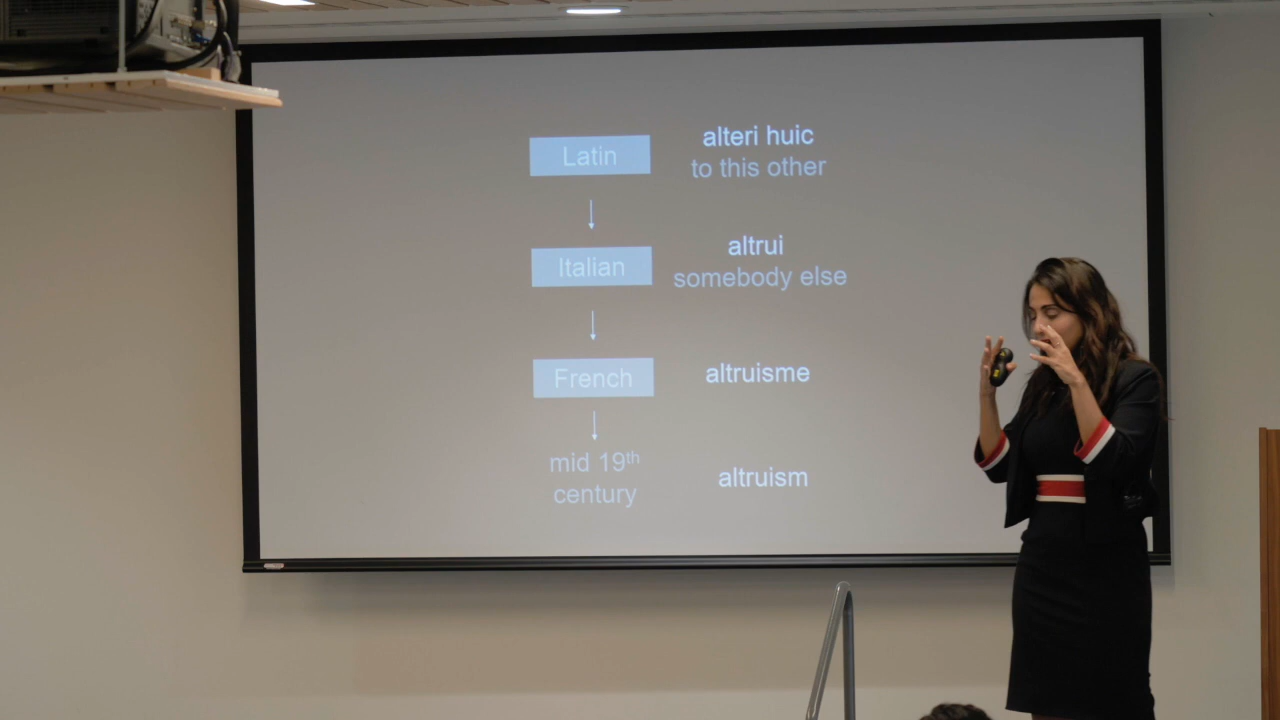 Latin
alteri huic
to this other
Italian
altrui
somebody else
French
altruisme
mid 19th
century
altruism